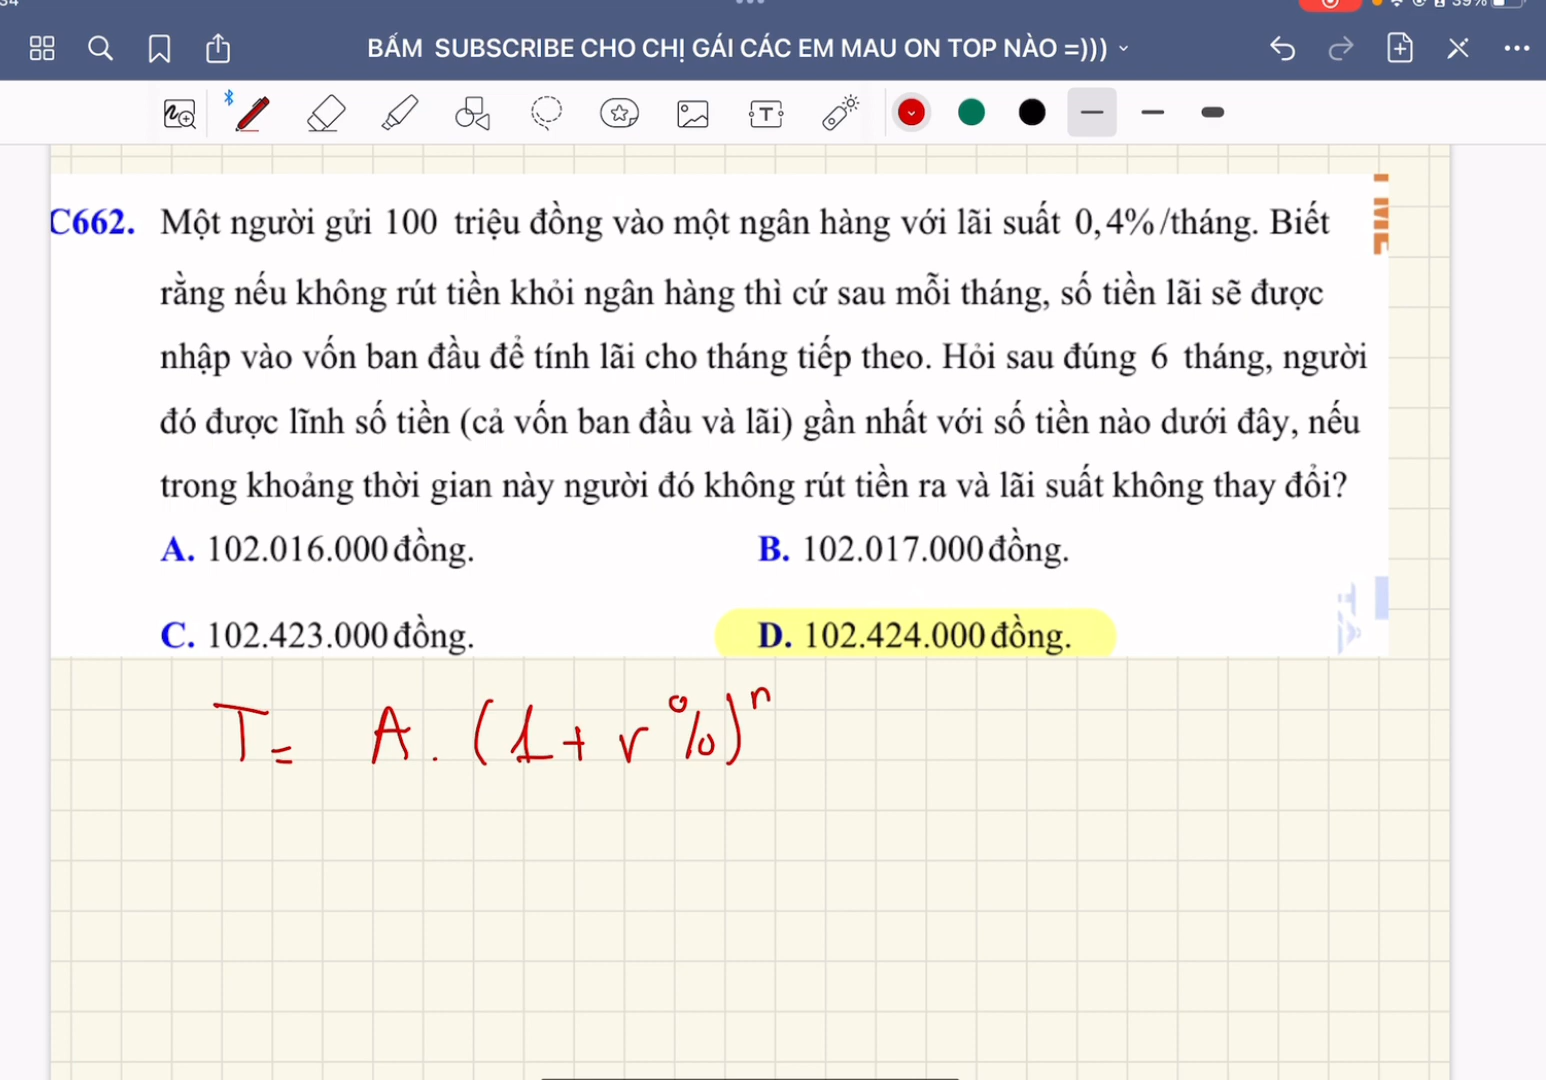 BẤM SUBSCRIBE CHO CHỊ GÁI CÁC EM MAU ON TOP NÀO =)))
C662. Một người gửi 100 triệu đồng vào một ngân hàng với lãi suất 0,4%/tháng. Biết
rằng nếu không rút tiền khỏi ngân hàng thì cứ sau mỗi tháng, số tiền lãi sẽ được
nhập vào vốn ban đầu để tính lãi cho tháng tiếp theo. Hỏi sau đúng 6 tháng, người
đó được lĩnh số tiền (cả vốn ban đầu và lãi) gần nhất với số tiền nào dưới đây, nếu
trong khoảng thời gian này người đó không rút tiền ra và lãi suất không thay đổi?
A. 102.016.000 đồng. B. 102.017.000 đồng.
C. 102.423.000 đồng. D. 102.424.000 đồng.
T = A . (1 + r %)ⁿ